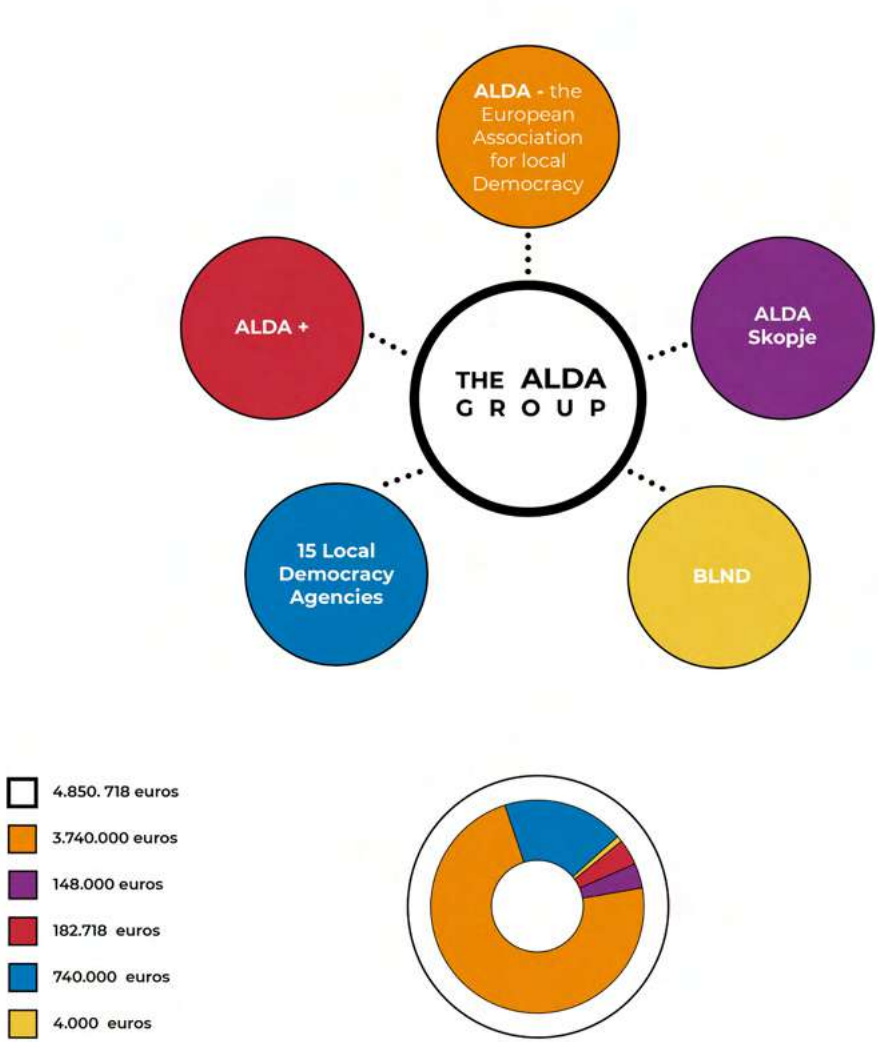 ALDA - the
European
Association
for local
Democracy
ALDA +
ALDA
Skopje
THE ALDA
GROUP
15 Local
Democracy
Agencies
BLND
4.850. 718 euros
3.740.000 euros
148.000 euros
182.718 euros
740.000 euros
4.000 euros